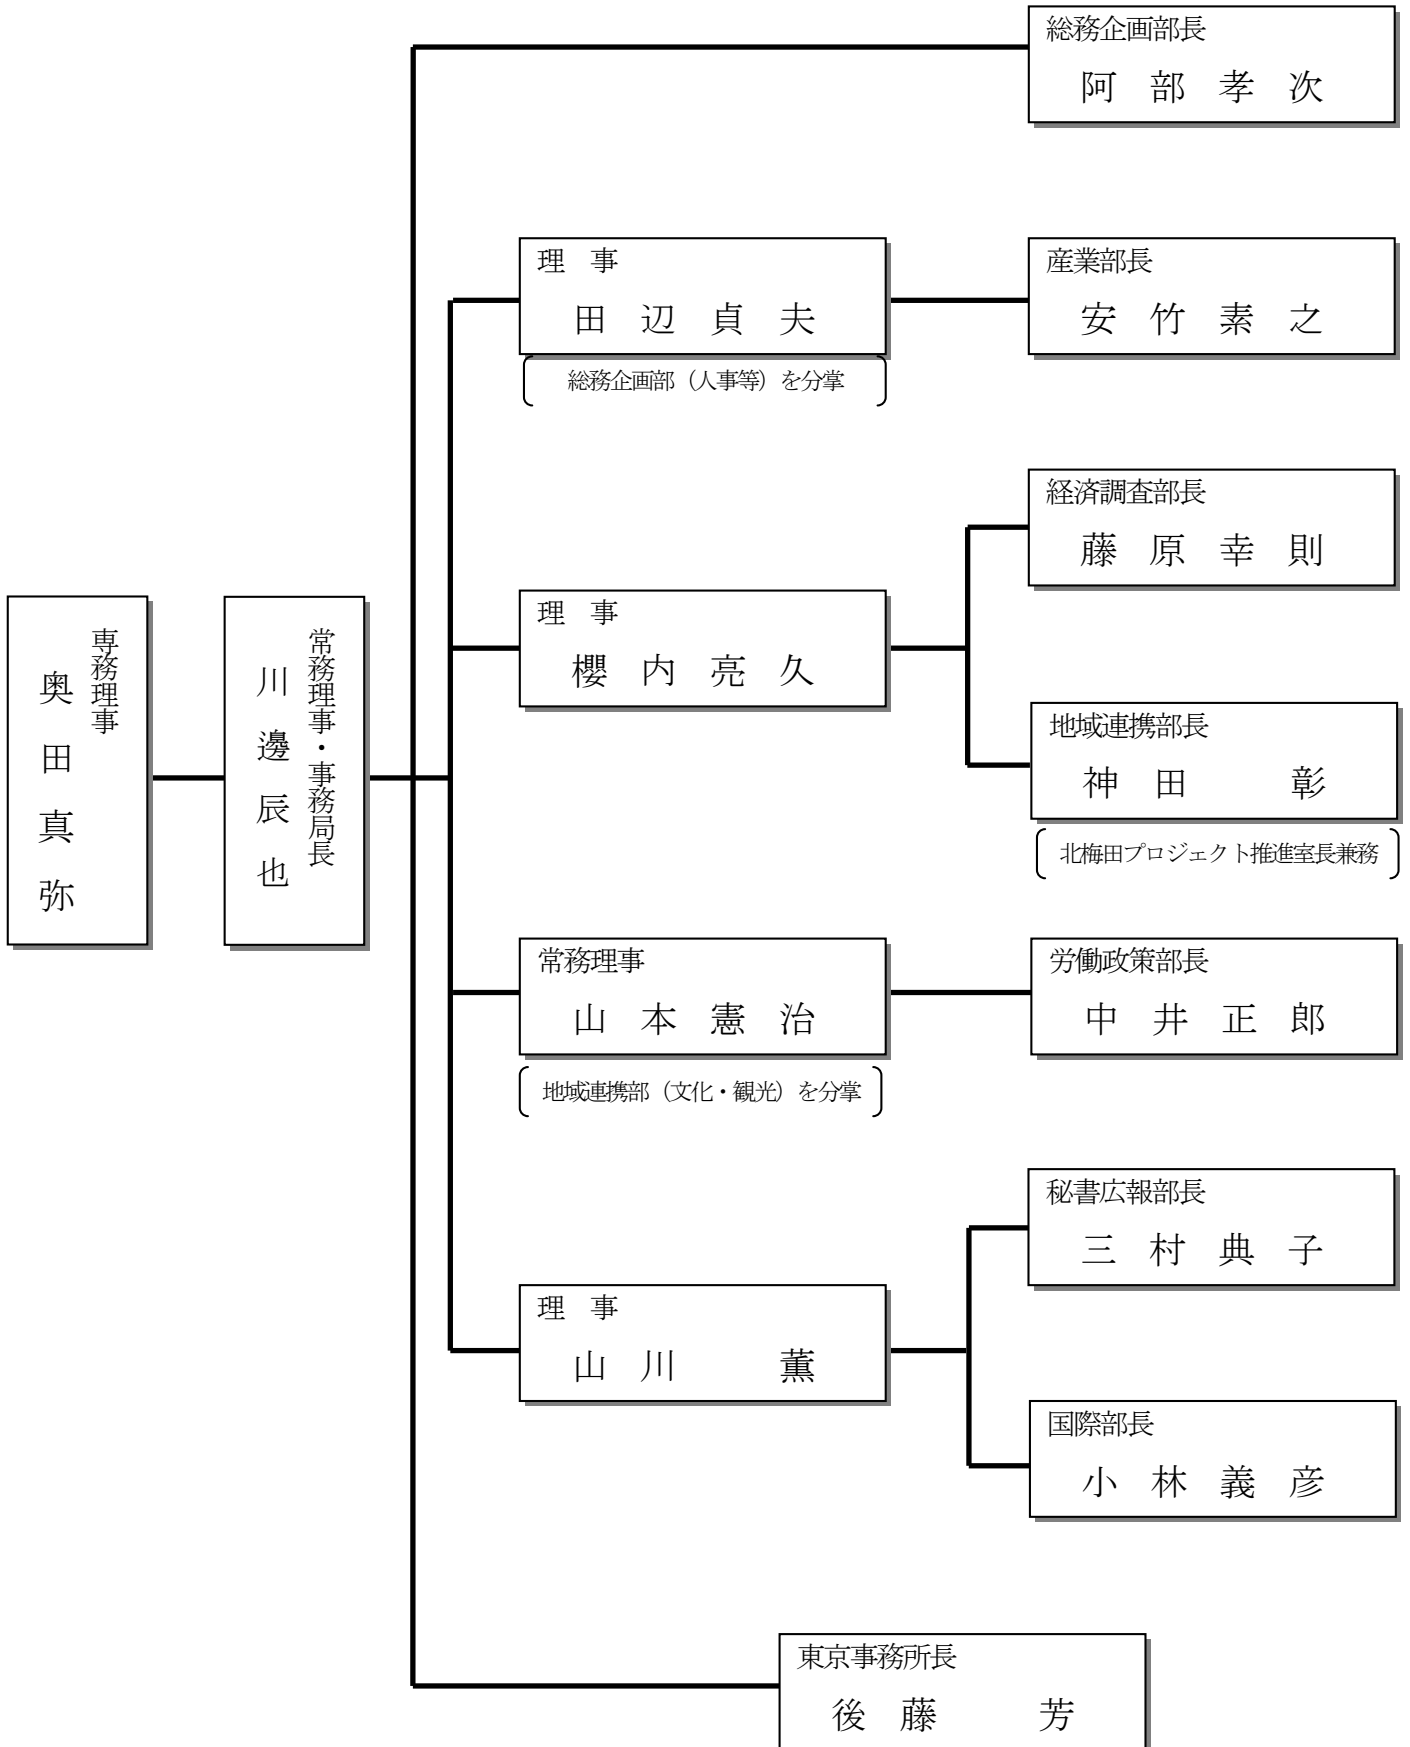 総務企画部長
阿 部 孝 次
理 事
田 辺 貞 夫
総務企画部（人事等）を分掌
産業部長
安 竹 素 之
経済調査部長
藤 原 幸 則
専務理事
奥田真弥
常務理事・事務局長
川邊辰也
理 事
櫻 内 亮 久
地域連携部長
神 田 彰
北梅田プロジェクト推進室長兼務
常務理事
山 本 憲 治
地域連携部（文化・観光）を分掌
労働政策部長
中 井 正 郎
秘書広報部長
三 村 典 子
理 事
山 川 薫
国際部長
小 林 義 彦
東京事務所長
後 藤 芳